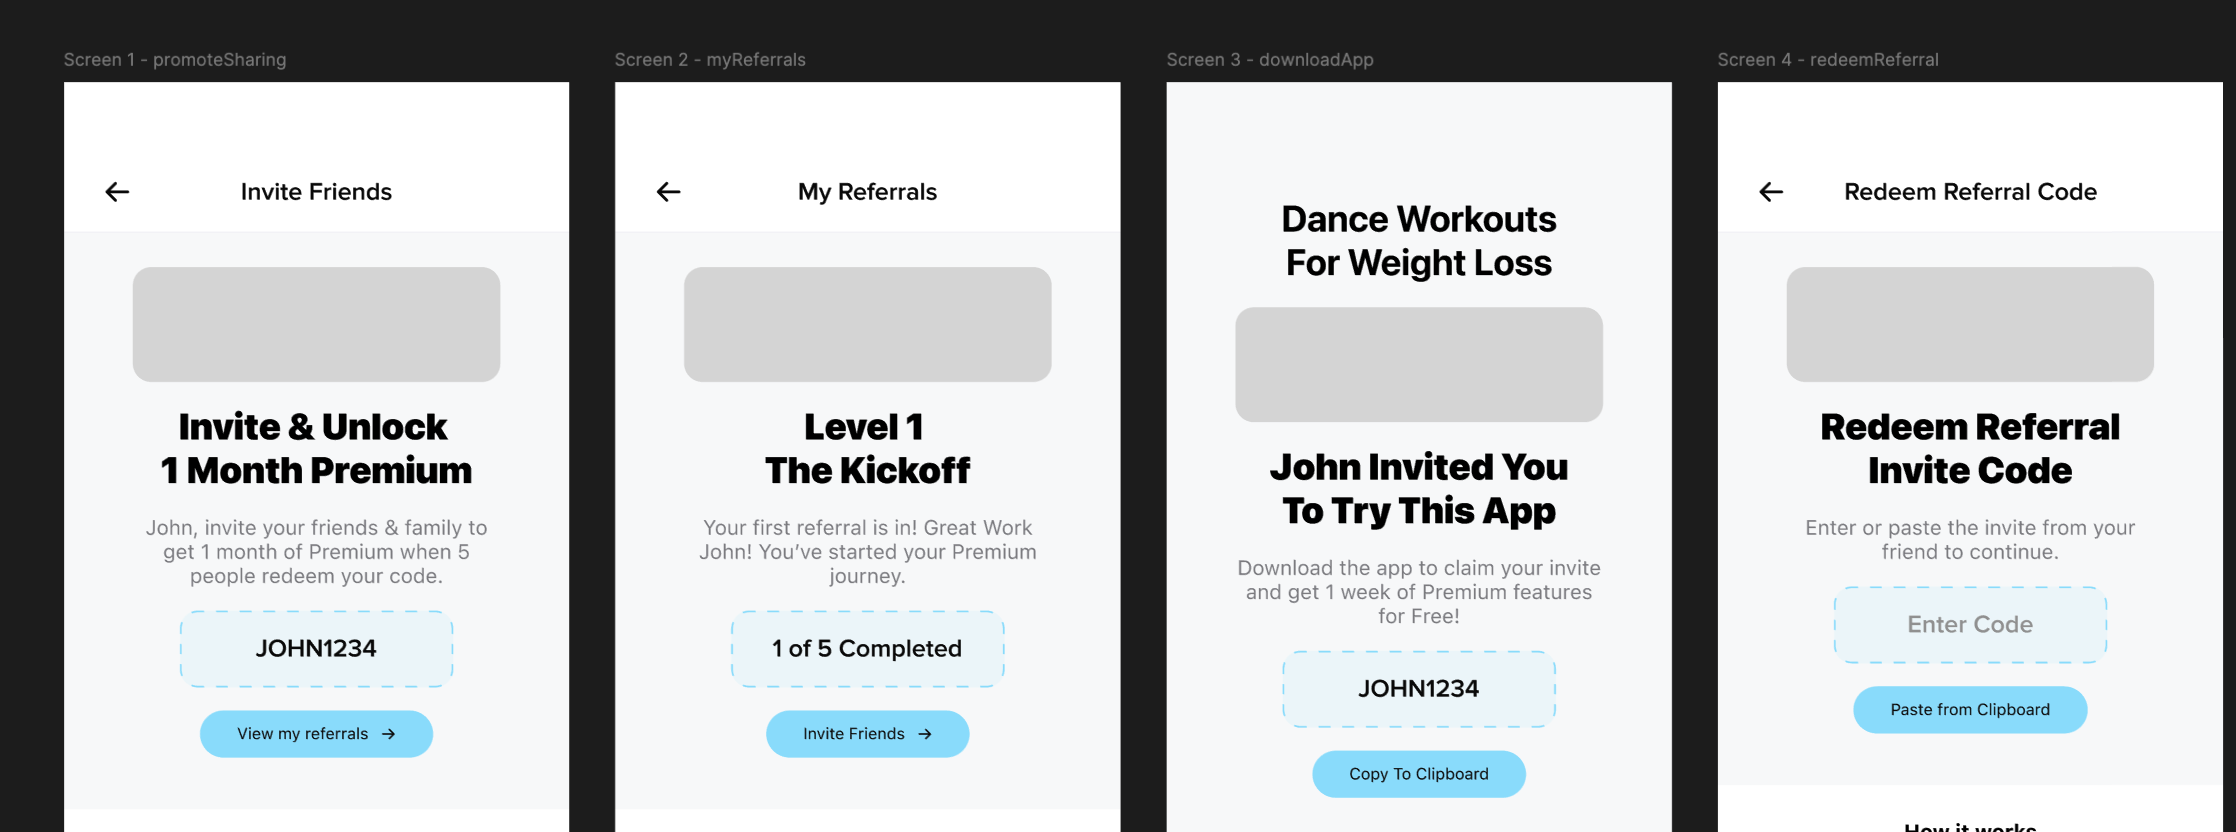 Screen 1 - promoteSharing
Invite Friends
Invite & Unlock
1 Month Premium
John, invite your friends & family to
get 1 month of Premium when 5
people redeem your code.
JOHN1234
View my referrals →
Screen 2 - myReferrals
My Referrals
Level 1
The Kickoff
Your first referral is in! Great Work
John! You’ve started your Premium
journey.
1 of 5 Completed
Invite Friends →
Screen 3 - downloadApp
Dance Workouts
For Weight Loss
John Invited You
To Try This App
Download the app to claim your invite
and get 1 week of Premium features
for Free!
JOHN1234
Copy To Clipboard
Screen 4 - redeemReferral
Redeem Referral Code
Redeem Referral
Invite Code
Enter or paste the invite from your
friend to continue.
Enter Code
Paste from Clipboard
How it works